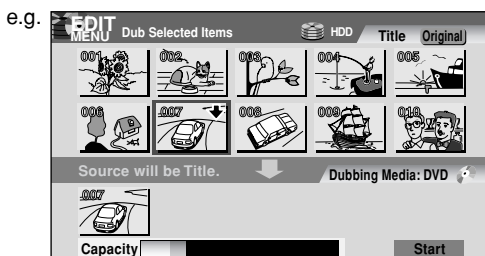 e.g.
EDIT
MENU Dub Selected Items HDD Title Original
001 002 003 004 005
006 007 008 009 010
Source will be Title. Dubbing Media: DVD
007
Capacity Start